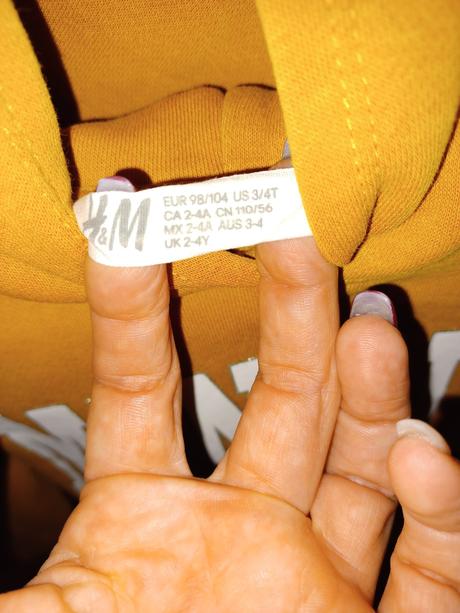 H&M
EUR 98/104 US 3/4T
CA 2-4A CN 110/56
MX 2-4A AUS 3-4
UK 2-4Y